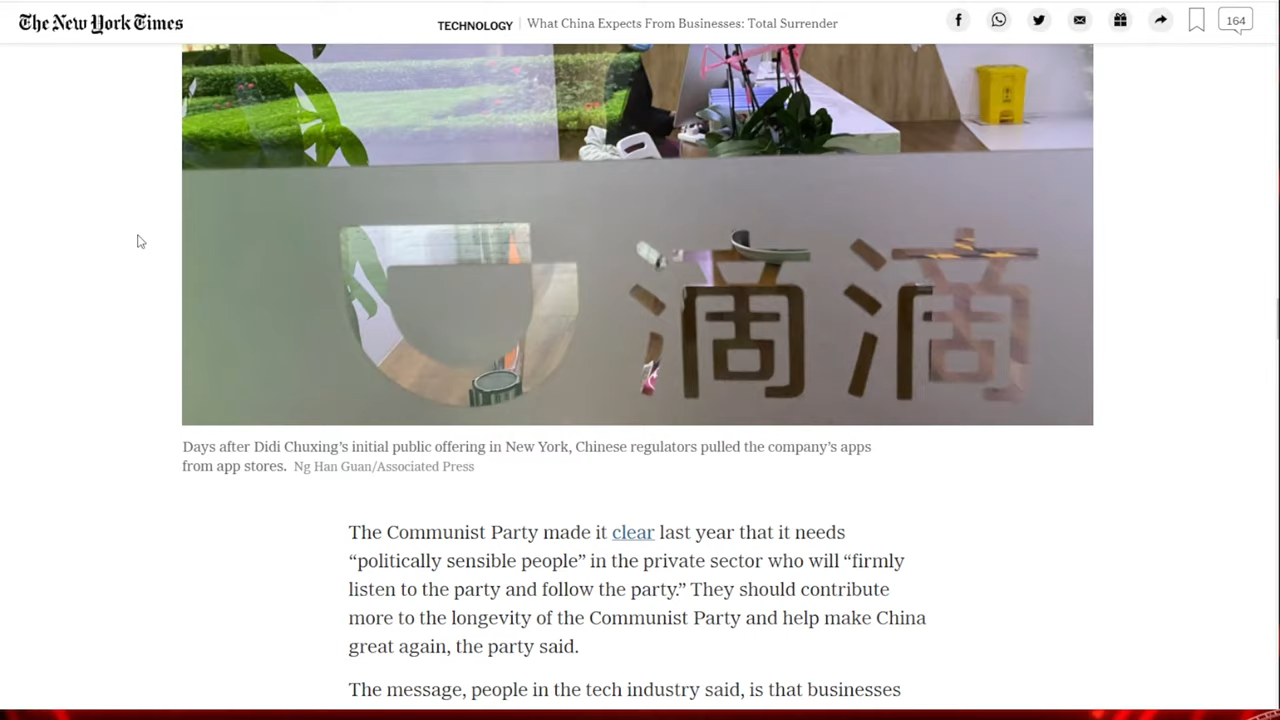 The New York Times
TECHNOLOGY | What China Expects From Businesses: Total Surrender
164
滴滴
Days after Didi Chuxing’s initial public offering in New York, Chinese regulators pulled the company’s apps
from app stores. Ng Han Guan/Associated Press
The Communist Party made it clear last year that it needs
“politically sensible people” in the private sector who will “firmly
listen to the party and follow the party.” They should contribute
more to the longevity of the Communist Party and help make China
great again, the party said.
The message, people in the tech industry said, is that businesses